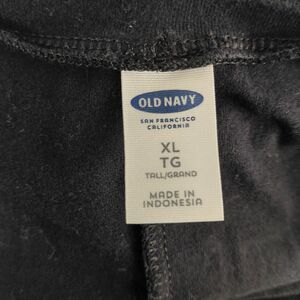 OLD NAVY
SAN FRANCISCO
CALIFORNIA
XL
TG
TALL/GRAND
MADE IN
INDONESIA